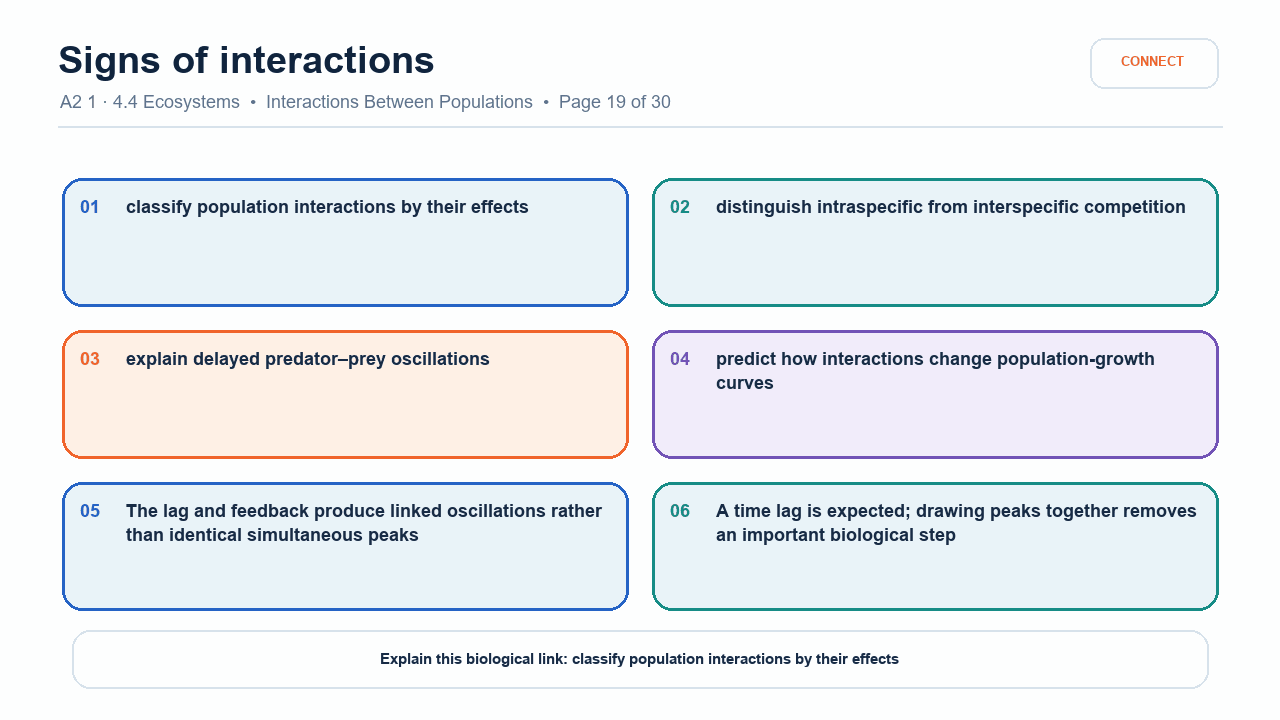 Signs of interactions
CONNECT
A2 1 · 4.4 Ecosystems • Interactions Between Populations • Page 19 of 30
01 classify population interactions by their effects
02 distinguish intraspecific from interspecific competition
03 explain delayed predator–prey oscillations
04 predict how interactions change population-growth
curves
05 The lag and feedback produce linked oscillations rather
than identical simultaneous peaks
06 A time lag is expected; drawing peaks together removes
an important biological step
Explain this biological link: classify population interactions by their effects